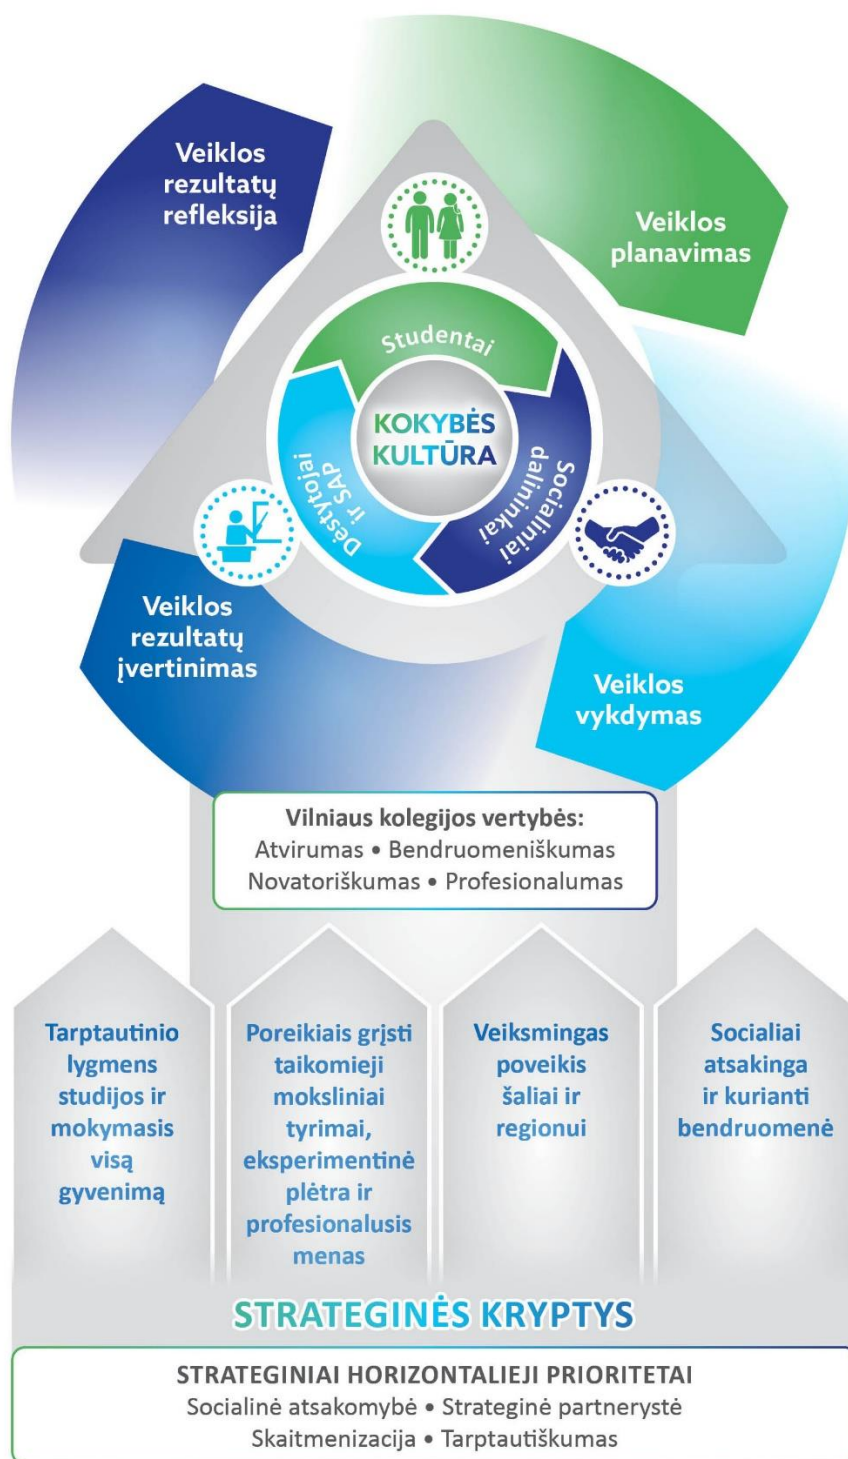 Veiklos
rezultatų
refleksija
Veiklos
planavimas
Studentai
KOKYBĖS
KULTŪRA
Socialiniai
dalininkai
Dėstytojai
ir SAP
Veiklos
rezultatų
įvertinimas
Veiklos
vykdymas
Vilniaus kolegijos vertybės:
Atvirumas • Bendruomeniškumas
Novatoriškumas • Profesionalumas
Tarptautinio
lygmens
studijos ir
mokymasis
visą
gyvenimą
Poreikiais grįsti
taikomieji
moksliniai
tyrimai,
eksperimentinė
plėtra ir
profesionalusis
menas
Veiksmingas
poveikis
šaliai ir
regionui
Socialiai
atsakinga
ir kurianti
bendruomenė
STRATEGINĖS KRYPTYS
STRATEGINIAI HORIZONTALIEJI PRIORITETAI
Socialinė atsakomybė • Strateginė partnerystė
Skaitmenizacija • Tarptautiškumas